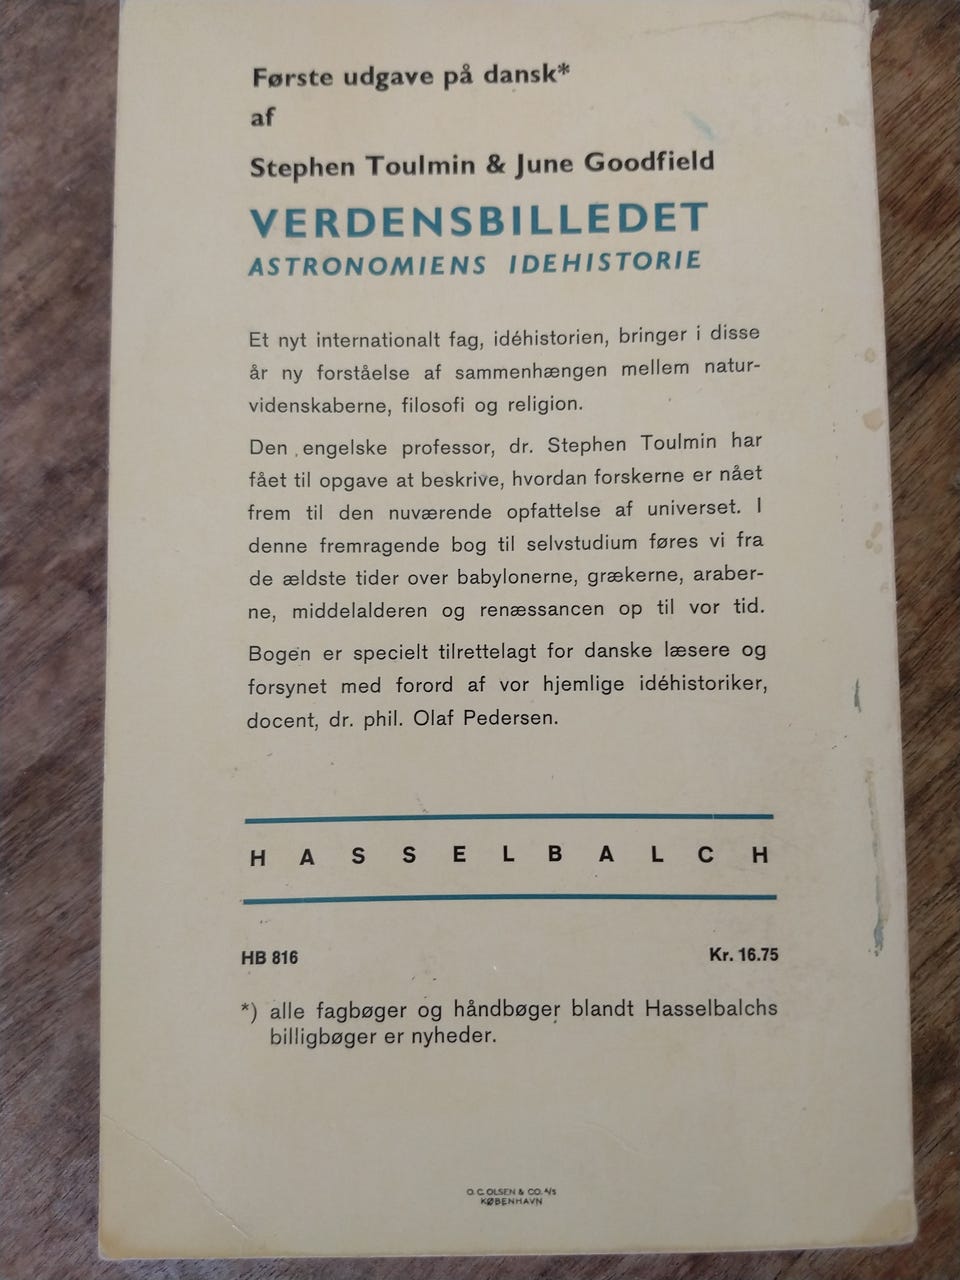 Første udgave på dansk*
af
Stephen Toulmin & June Goodfield
VERDENSBILLEDET
ASTRONOMIENS IDEHISTORIE
Et nyt internationalt fag, idéhistorien, bringer i disse
år ny forståelse af sammenhængen mellem natur-
videnskaberne, filosofi og religion.
Den engelske professor, dr. Stephen Toulmin har
fået til opgave at beskrive, hvordan forskerne er nået
frem til den nuværende opfattelse af universet. I
denne fremragende bog til selvstudium føres vi fra
de ældste tider over babylonerne, grækerne, araber-
ne, middelalderen og renæssancen op til vor tid.
Bogen er specielt tilrettelagt for danske læsere og
forsynet med forord af vor hjemlige idéhistoriker,
docent, dr. phil. Olaf Pedersen.
HASSELBALCH
HB 816 Kr. 16.75
*) alle fagbøger og håndbøger blandt Hasselbalchs
billigbøger er nyheder.
O. C. OLSEN & CO. A/S
KØBENHAVN